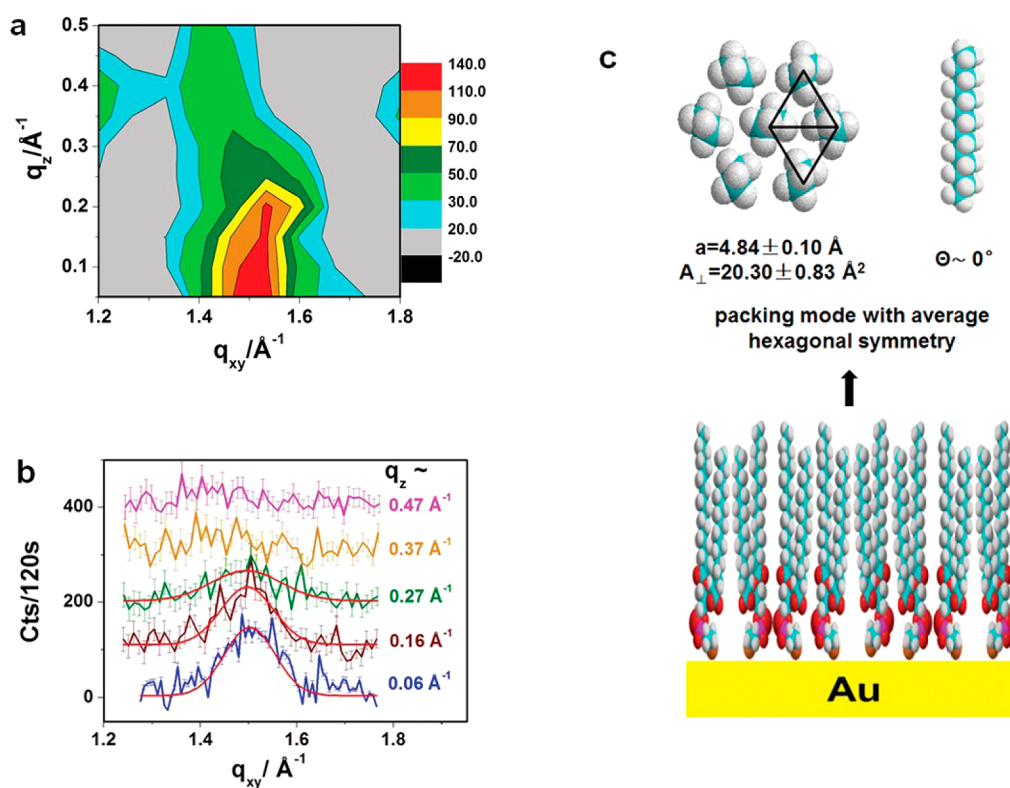 a
0.5
0.4
0.3
0.2
0.1
q_z/Å⁻¹
1.2 1.4 1.6 1.8
q_xy/Å⁻¹
140.0
110.0
90.0
70.0
50.0
30.0
20.0
-20.0
b
400
200
0
Cts/120s
q_z ~
0.47 Å⁻¹
0.37 Å⁻¹
0.27 Å⁻¹
0.16 Å⁻¹
0.06 Å⁻¹
1.2 1.4 1.6 1.8
q_xy/ Å⁻¹
c
a=4.84±0.10 Å
A⊥=20.30±0.83 Å²
Θ~ 0°
packing mode with average
hexagonal symmetry
Au